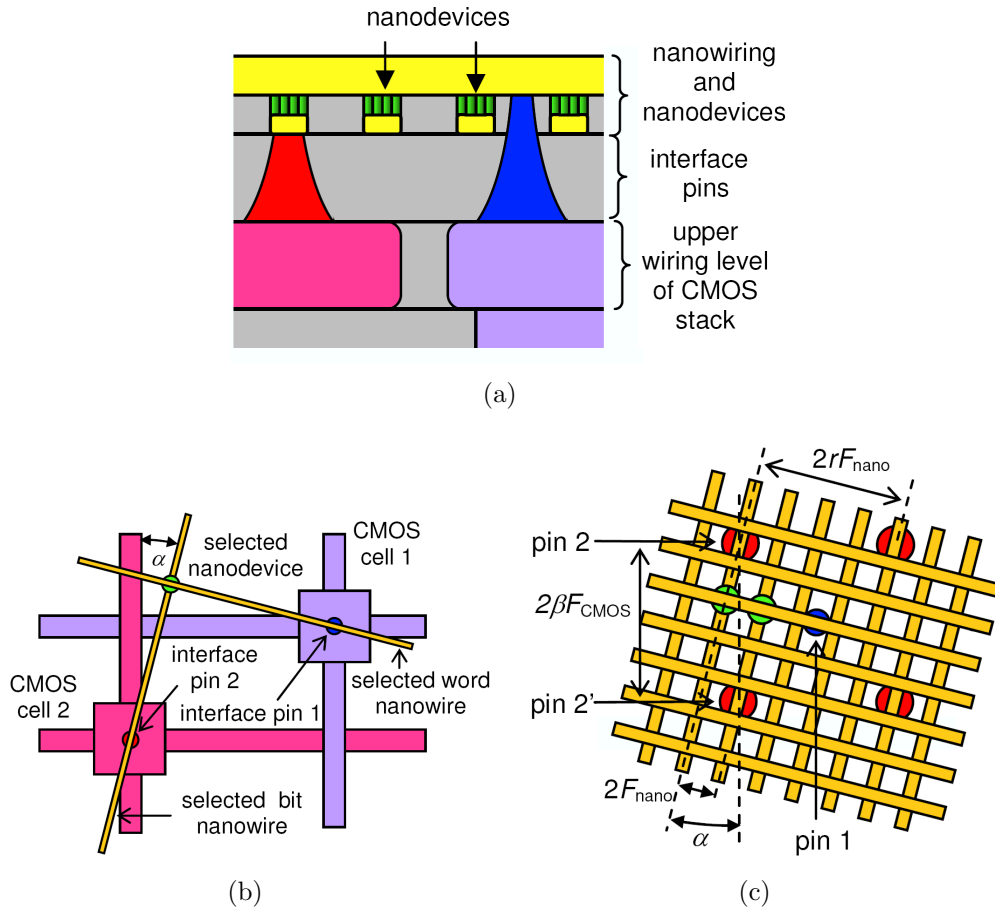 nanodevices
nanowiring
and
nanodevices
interface
pins
upper
wiring level
of CMOS
stack
(a)
α
selected
nanodevice
CMOS
cell 1
CMOS
cell 2
interface
pin 2
interface pin 1
selected word
nanowire
selected bit
nanowire
(b)
2rFnano
pin 2
2βFCMOS
pin 2'
2Fnano
α
pin 1
(c)